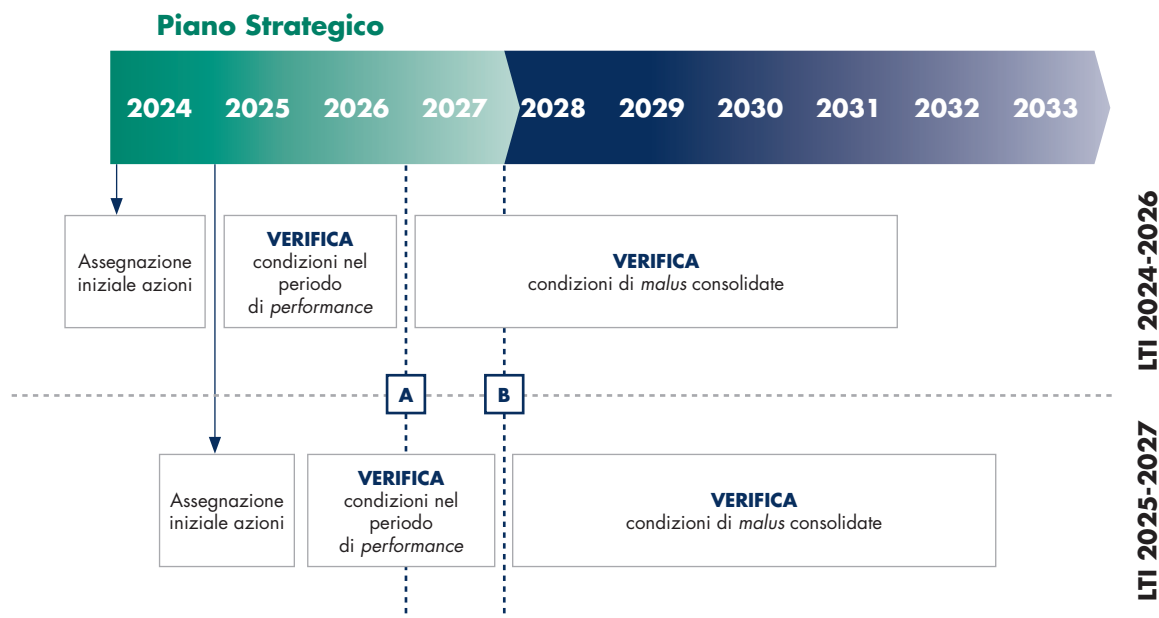 Piano Strategico
2024 2025 2026 2027 2028 2029 2030 2031 2032 2033
Assegnazione
iniziale azioni
VERIFICA
condizioni nel
periodo
di performance
VERIFICA
condizioni di malus consolidate
LTI 2024-2026
A
B
Assegnazione
iniziale azioni
VERIFICA
condizioni nel
periodo
di performance
VERIFICA
condizioni di malus consolidate
LTI 2025-2027